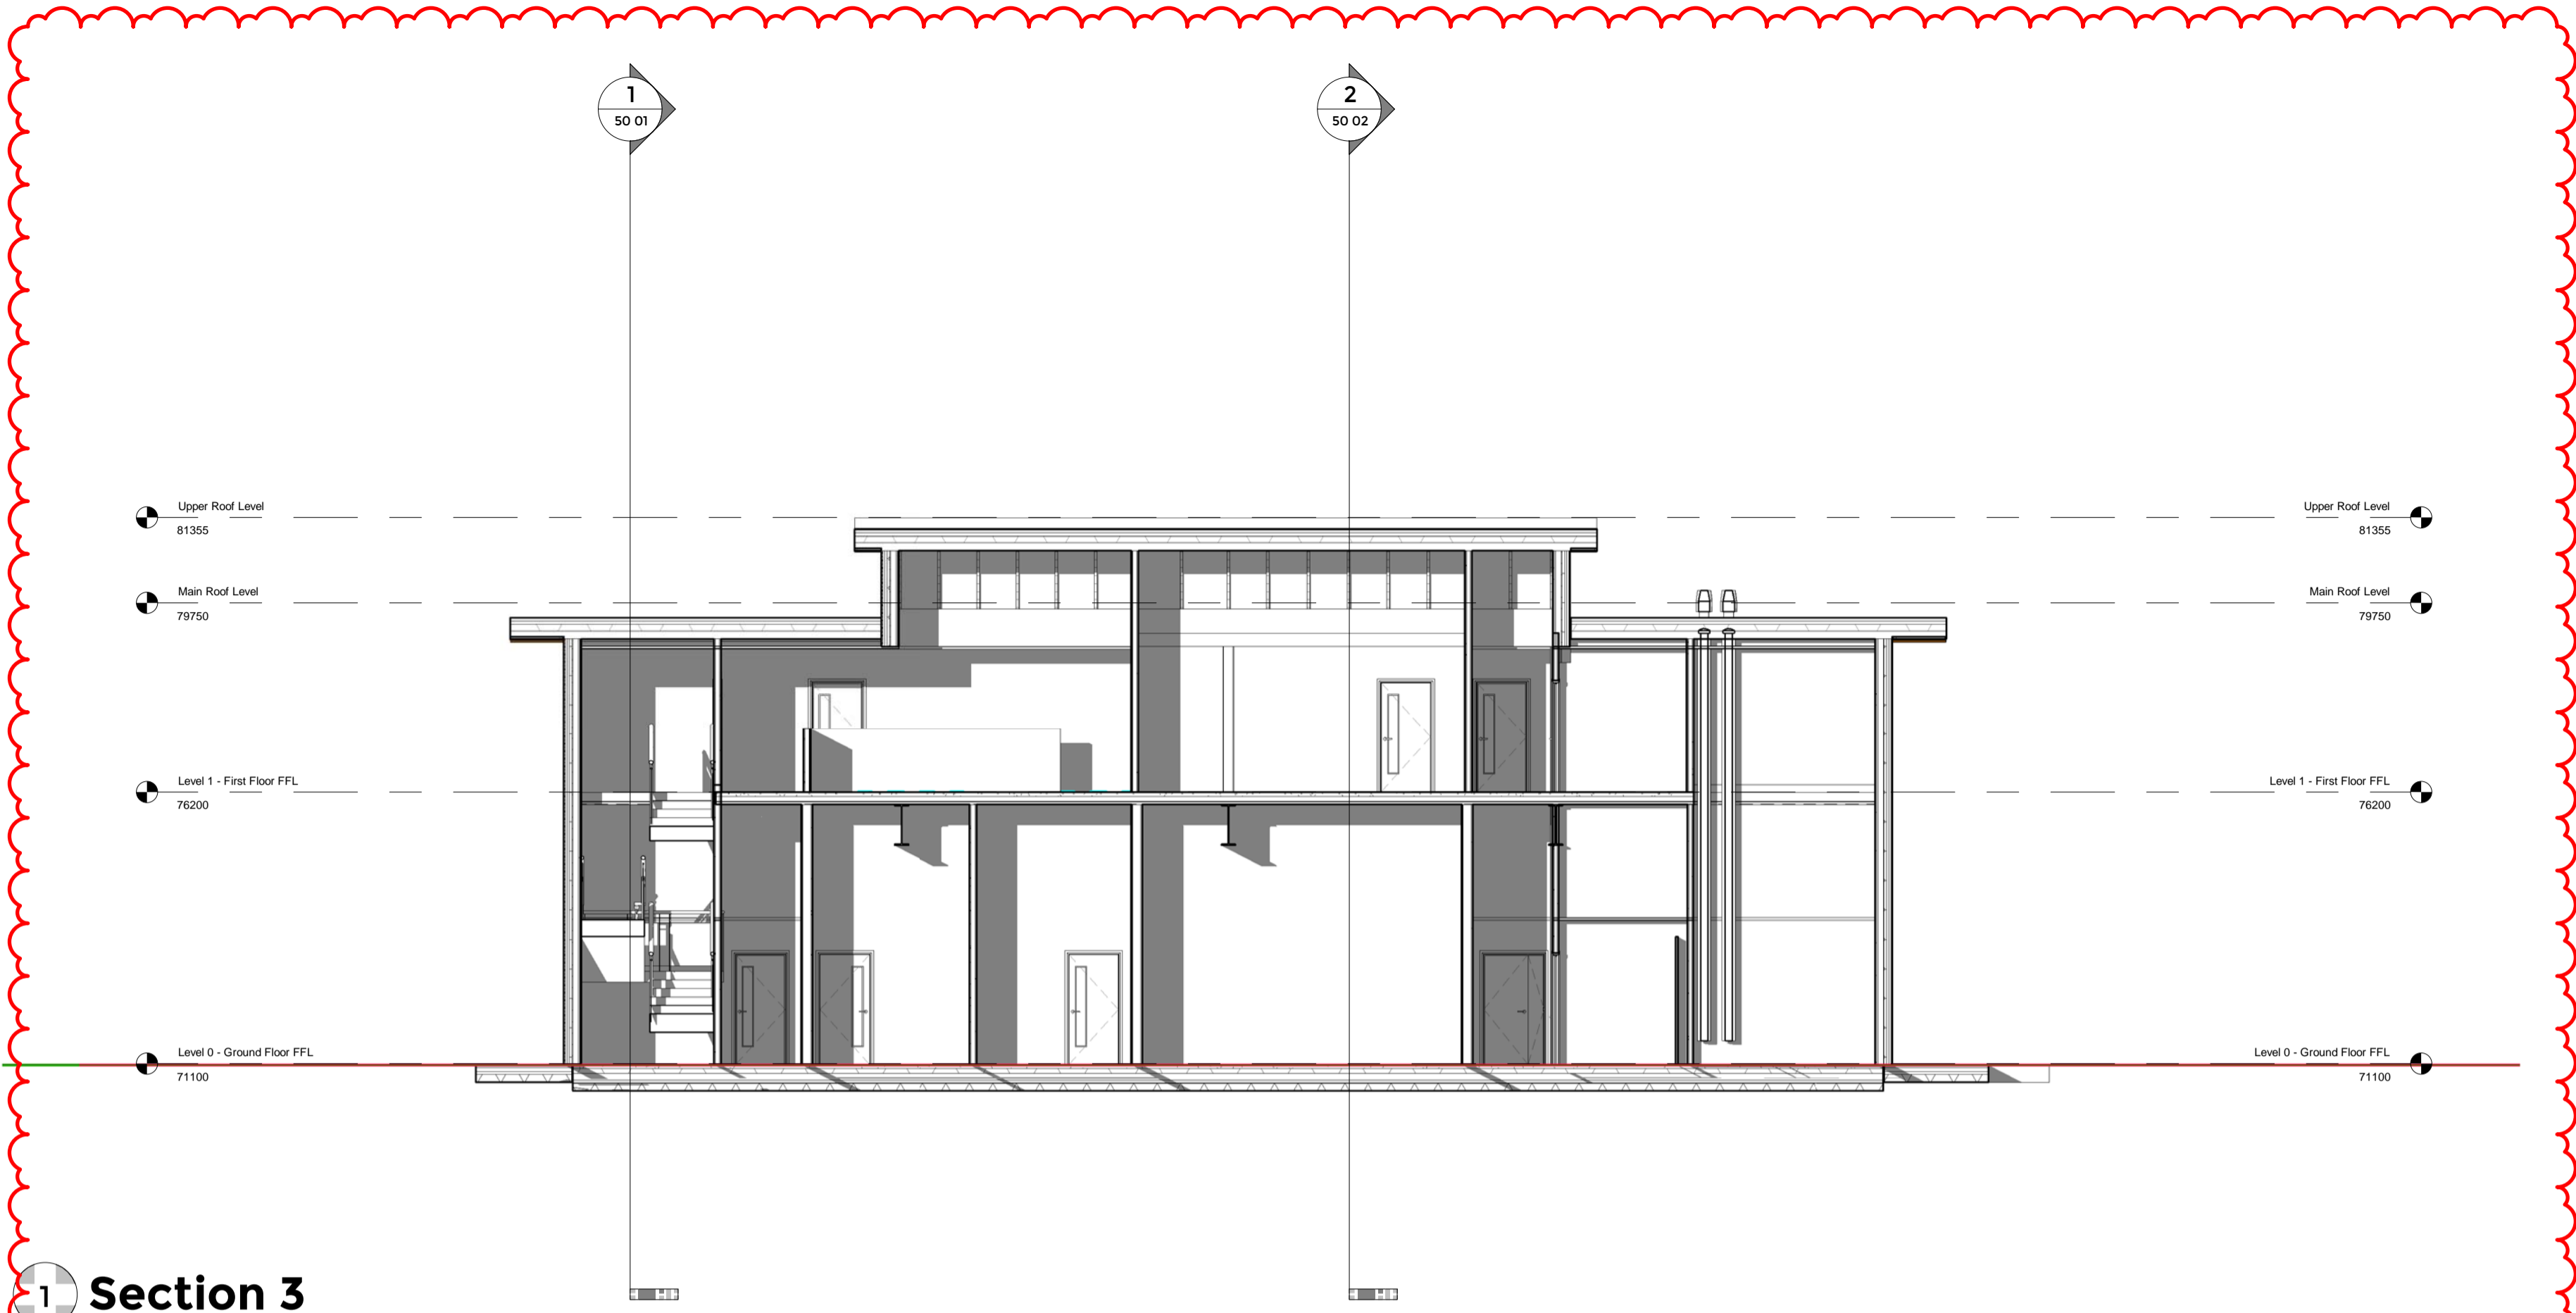 1
50 01
2
50 02
Upper Roof Level
81355
Upper Roof Level
81355
Main Roof Level
79750
Main Roof Level
79750
Level 1 - First Floor FFL
76200
Level 1 - First Floor FFL
76200
Level 0 - Ground Floor FFL
71100
Level 0 - Ground Floor FFL
71100
1 Section 3